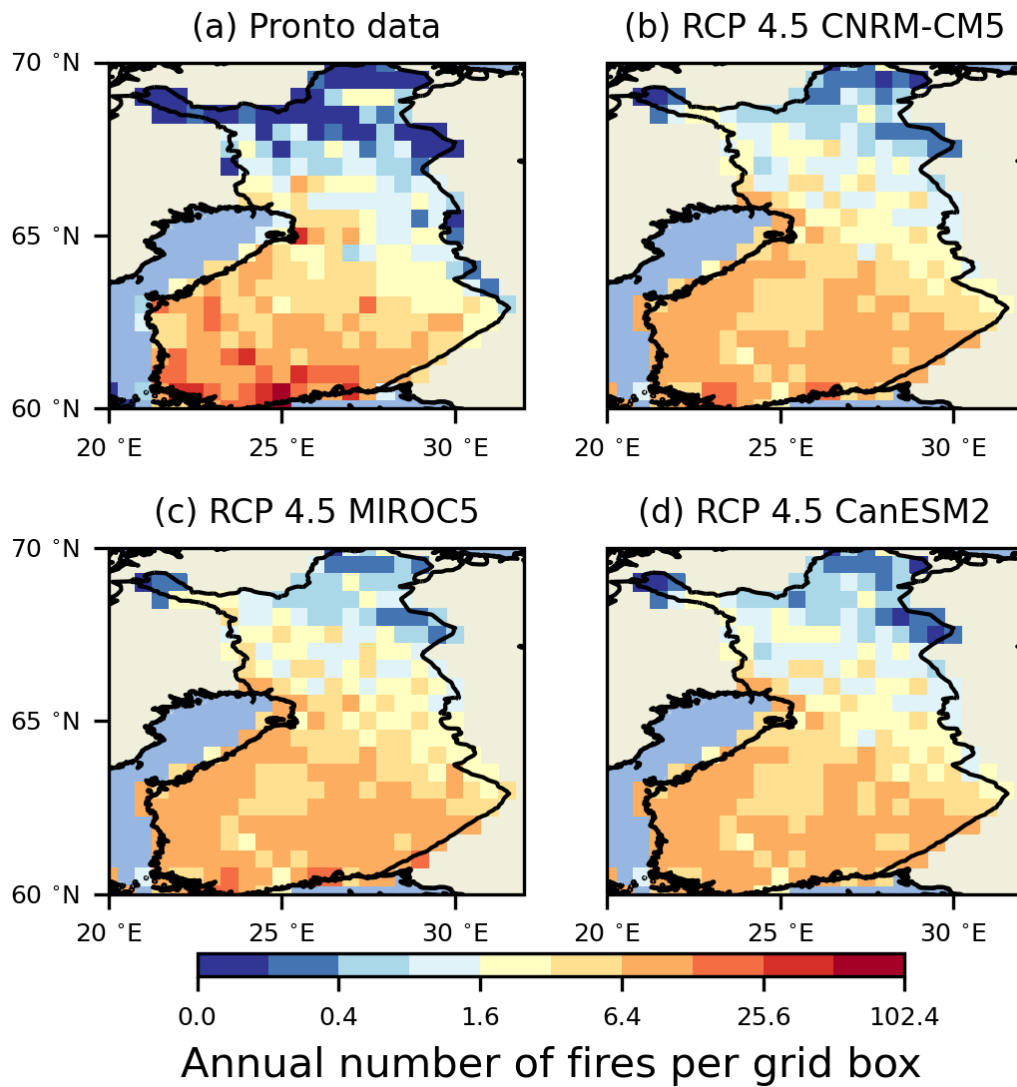 (a) Pronto data
(b) RCP 4.5 CNRM-CM5
70 °N
65 °N
60 °N
20 °E 25 °E 30 °E
20 °E 25 °E 30 °E
(c) RCP 4.5 MIROC5
(d) RCP 4.5 CanESM2
70 °N
65 °N
60 °N
20 °E 25 °E 30 °E
20 °E 25 °E 30 °E
0.0 0.4 1.6 6.4 25.6 102.4
Annual number of fires per grid box